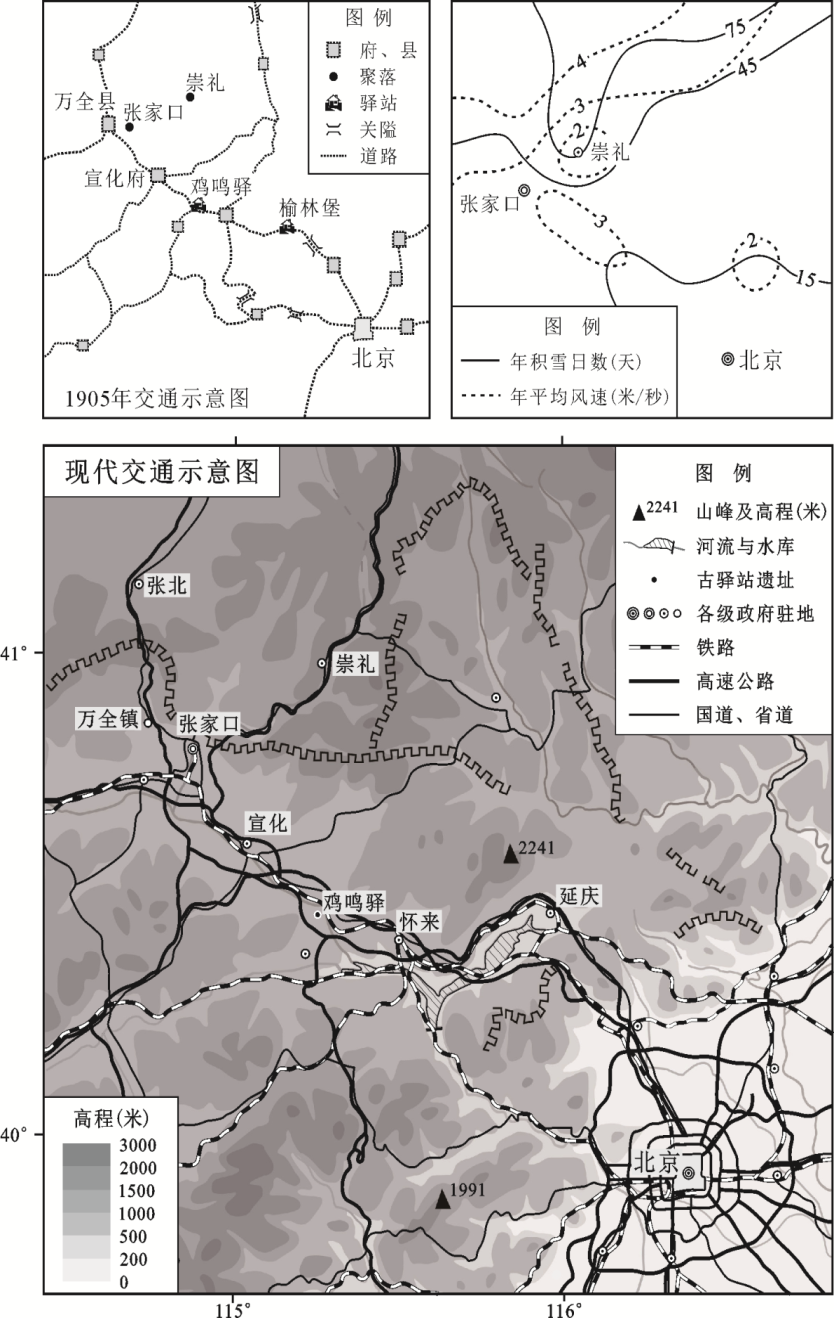 图 例
府、县
聚落
驿站
关隘
道路
崇礼
万全县
张家口
宣化府
鸡鸣驿
榆林堡
北京
1905年交通示意图
75
4
45
3
2
崇礼
张家口
3
2
15
图 例
年积雪日数(天)
年平均风速(米/秒)
北京
现代交通示意图
图 例
2241 山峰及高程(米)
河流与水库
古驿站遗址
各级政府驻地
铁路
高速公路
国道、省道
张北
41°
崇礼
万全镇
张家口
宣化
2241
鸡鸣驿
怀来
延庆
40°
高程(米)
3000
2000
1500
1000
500
200
0
北京
1991
115°
116°